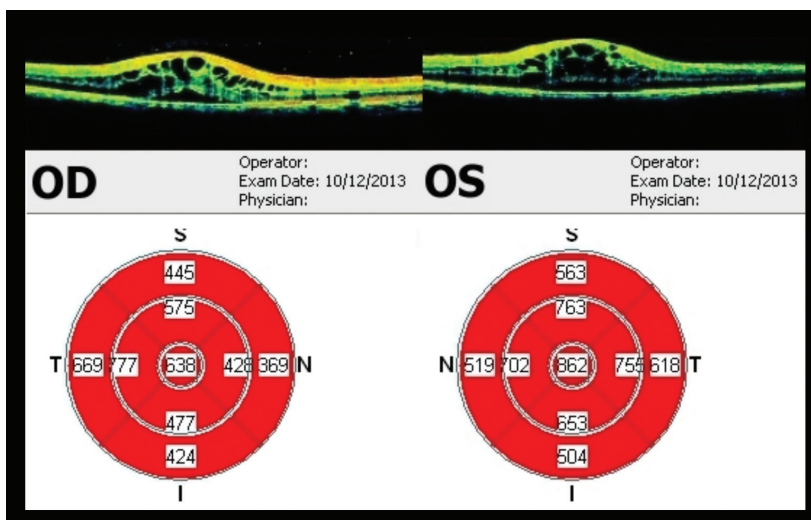 OD
Operator:
Exam Date: 10/12/2013
Physician:
OS
Operator:
Exam Date: 10/12/2013
Physician:
S
445
575
T 669 777 638 428 369 N
477
424
I
S
563
763
N 519 702 862 755 618 T
653
504
I